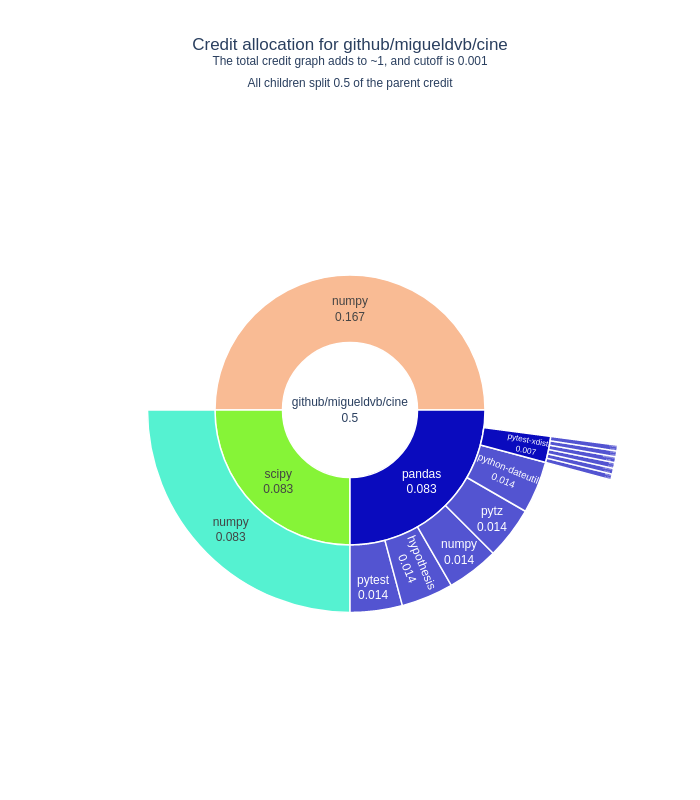 Credit allocation for github/migueldvb/cine
The total credit graph adds to ~1, and cutoff is 0.001
All children split 0.5 of the parent credit
numpy
0.167
github/migueldvb/cine
0.5
scipy
0.083
pandas
0.083
numpy
0.083
pytest-xdist
0.007
python-dateutil
0.014
pytz
0.014
numpy
0.014
hypothesis
0.014
pytest
0.014